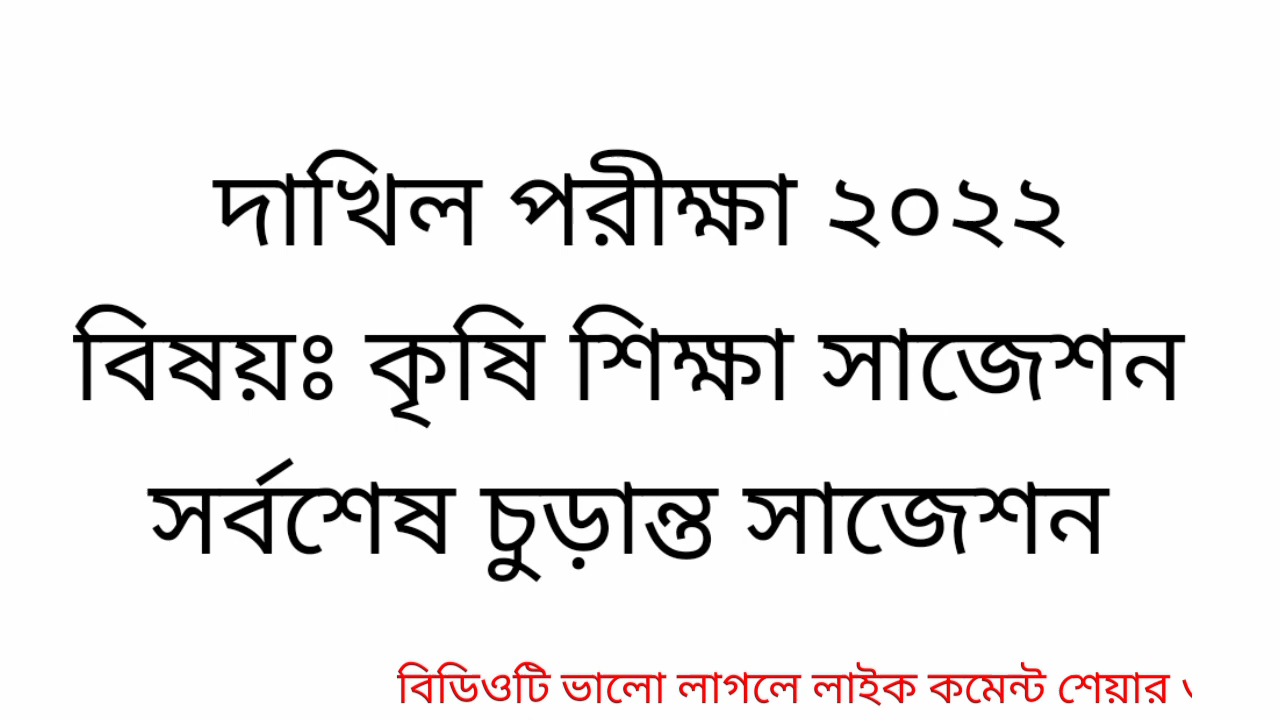 দাখিল পরীক্ষা ২০২২
বিষয়ঃ কৃষি শিক্ষা সাজেশন
সর্বশেষ চুড়ান্ত সাজেশন
বিডিওটি ভালো লাগলে লাইক কমেন্ট শেয়ার